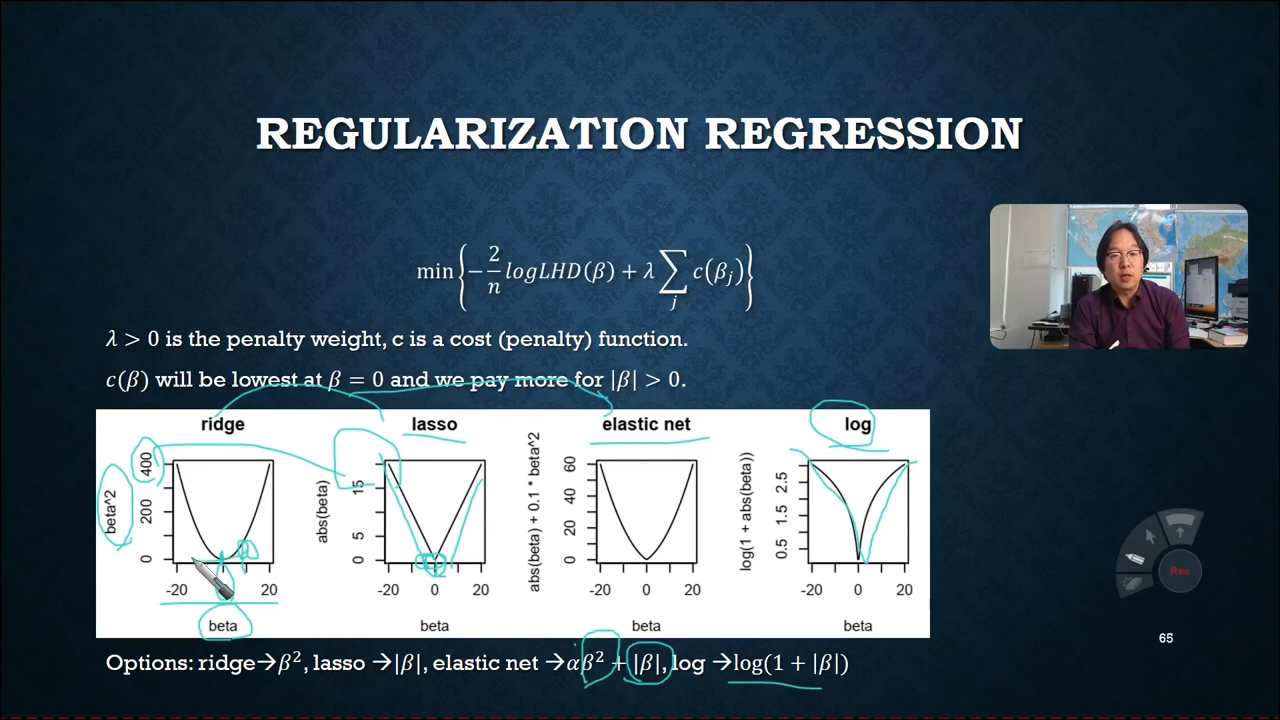 REGULARIZATION REGRESSION
min{−2/n logLHD(β) + λ∑j c(βj)}
λ > 0 is the penalty weight, c is a cost (penalty) function.
c(β) will be lowest at β = 0 and we pay more for |β| > 0.
ridge
beta^2
400
200
0
-20 0 20
beta
lasso
abs(beta)
15
5
0
-20 0 20
beta
elastic net
abs(beta) + 0.1 * beta^2
60
40
20
0
-20 0 20
beta
log
log(1 + abs(beta))
2.5
1.5
0.5
-20 0 20
beta
Options: ridge→β², lasso →|β|, elastic net →αβ² + |β|, log →log(1 + |β|)
Rec
65